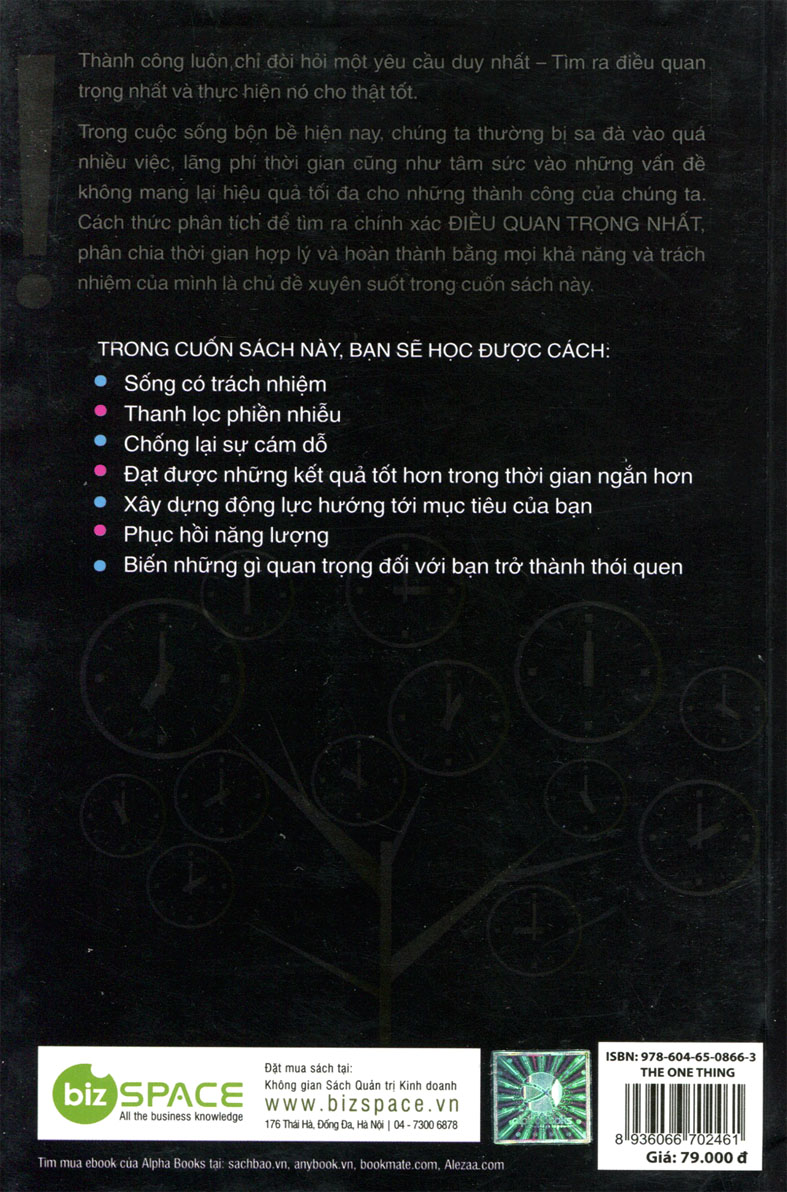 Thành công luôn chỉ đòi hỏi một yêu cầu duy nhất – Tìm ra điều quan
trọng nhất và thực hiện nó cho thật tốt.
Trong cuộc sống bộn bề hiện nay, chúng ta thường bị sa đà vào quá
nhiều việc, lãng phí thời gian cũng như tâm sức vào những vấn đề
không mang lại hiệu quả tối đa cho những thành công của chúng ta.
Cách thức phân tích để tìm ra chính xác ĐIỀU QUAN TRỌNG NHẤT,
phân chia thời gian hợp lý và hoàn thành bằng mọi khả năng và trách
nhiệm của mình là chủ đề xuyên suốt trong cuốn sách này.
TRONG CUỐN SÁCH NÀY, BẠN SẼ HỌC ĐƯỢC CÁCH:
Sống có trách nhiệm
Thanh lọc phiền nhiễu
Chống lại sự cám dỗ
Đạt được những kết quả tốt hơn trong thời gian ngắn hơn
Xây dựng động lực hướng tới mục tiêu của bạn
Phục hồi năng lượng
Biến những gì quan trọng đối với bạn trở thành thói quen
biz SPACE
All the business knowledge
Đặt mua sách tại:
Không gian Sách Quản trị Kinh doanh
www.bizspace.vn
176 Thái Hà, Đống Đa, Hà Nội | 04 - 7300 6878
ISBN: 978-604-65-0866-3
THE ONE THING
8 936066 702461
Giá: 79.000 đ
Tìm mua ebook của Alpha Books tại: sachbao.vn, anybook.vn, bookmate.com, Alezaa.com